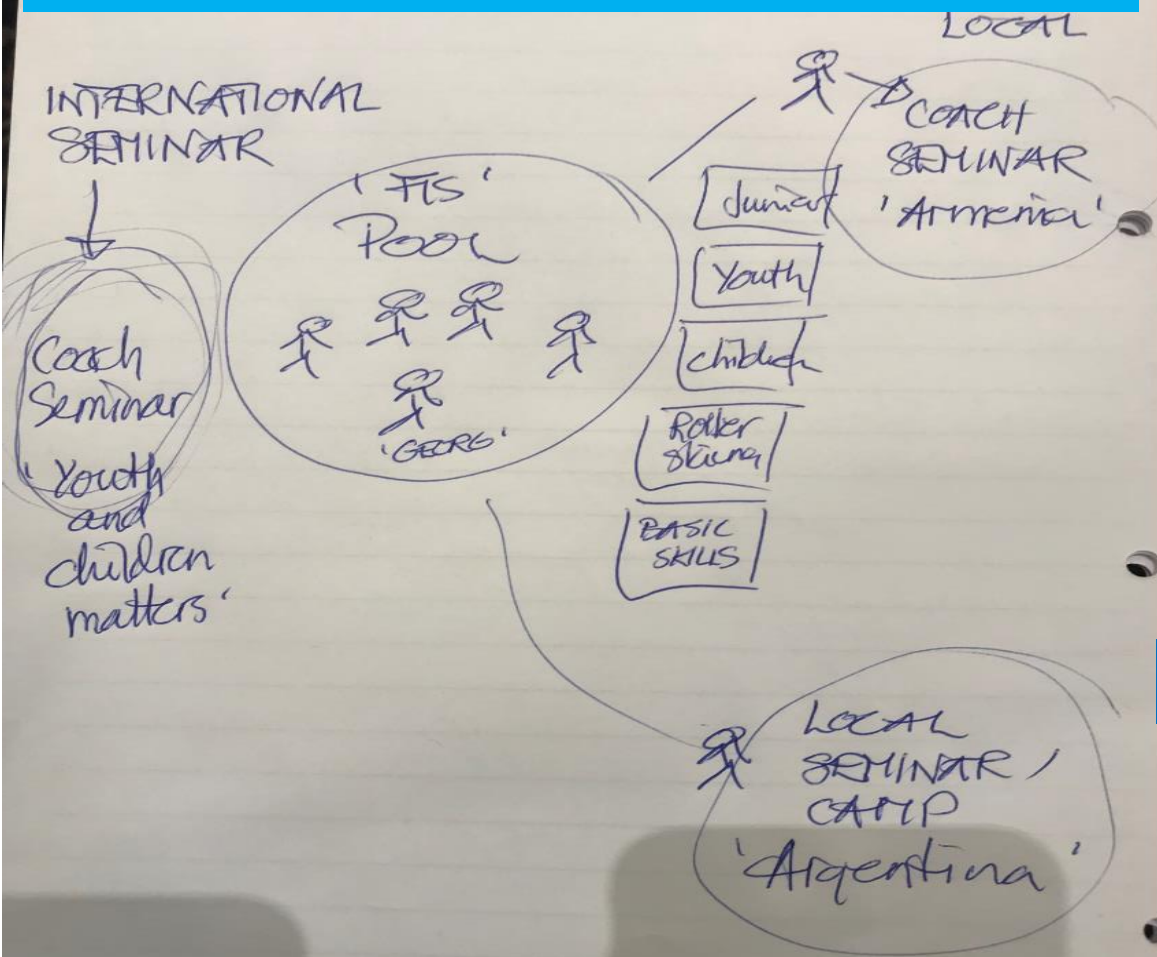 INTERNATIONAL
SEMINAR
Coach
Seminar
'Youth
and
children
matters'
'FIS'
POOL
'GEORG'
LOCAL
COACH
SEMINAR
'Armenia'
Junior
Youth
children
Roller
skiing
BASIC
SKILLS
LOCAL
SEMINAR /
CAMP
'Argentina'